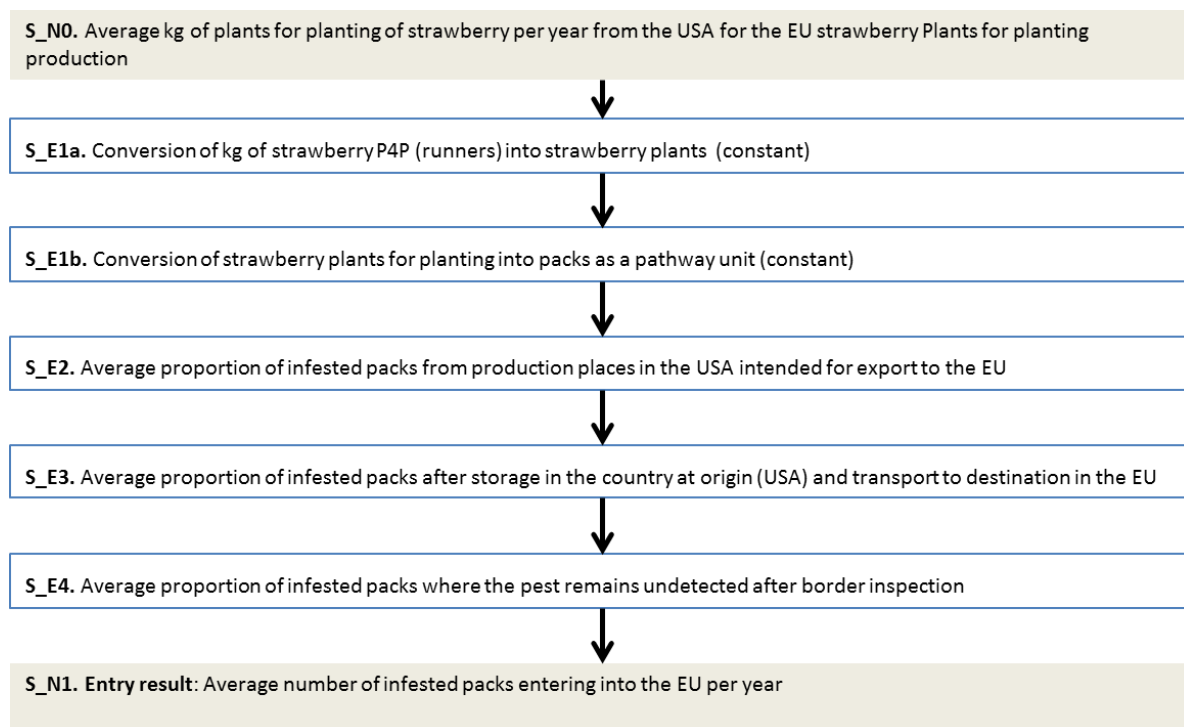 S_N0. Average kg of plants for planting of strawberry per year from the USA for the EU strawberry Plants for planting
production
S_E1a. Conversion of kg of strawberry P4P (runners) into strawberry plants (constant)
S_E1b. Conversion of strawberry plants for planting into packs as a pathway unit (constant)
S_E2. Average proportion of infested packs from production places in the USA intended for export to the EU
S_E3. Average proportion of infested packs after storage in the country at origin (USA) and transport to destination in the EU
S_E4. Average proportion of infested packs where the pest remains undetected after border inspection
S_N1. Entry result: Average number of infested packs entering into the EU per year